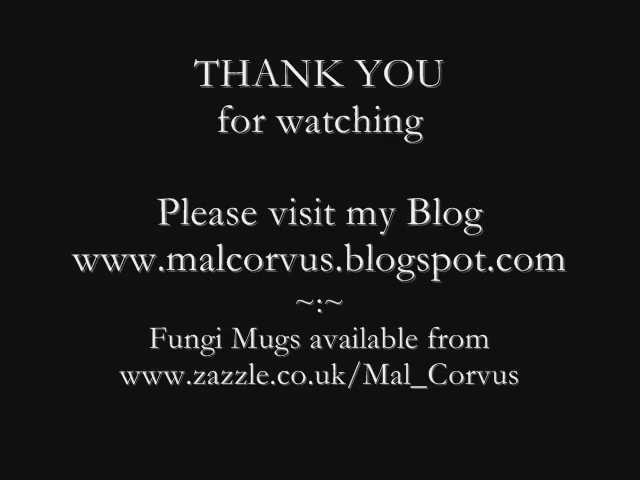 THANK YOU
for watching
Please visit my Blog
www.malcorvus.blogspot.com
~:~
Fungi Mugs available from
www.zazzle.co.uk/Mal_Corvus